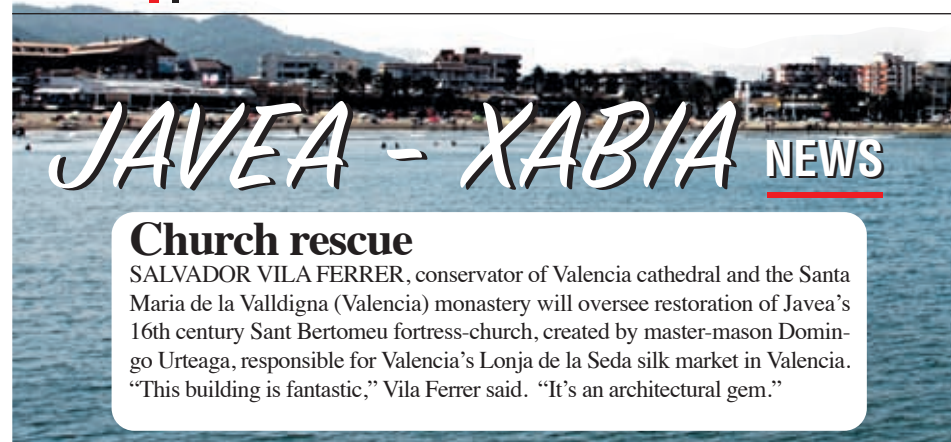 JAVEA - XABIA NEWS
Church rescue
SALVADOR VILA FERRER, conservator of Valencia cathedral and the Santa
Maria de la Valldigna (Valencia) monastery will oversee restoration of Javea’s
16th century Sant Bertomeu fortress-church, created by master-mason Domin-
go Urteaga, responsible for Valencia’s Lonja de la Seda silk market in Valencia.
“This building is fantastic,” Vila Ferrer said.  “It’s an architectural gem.”